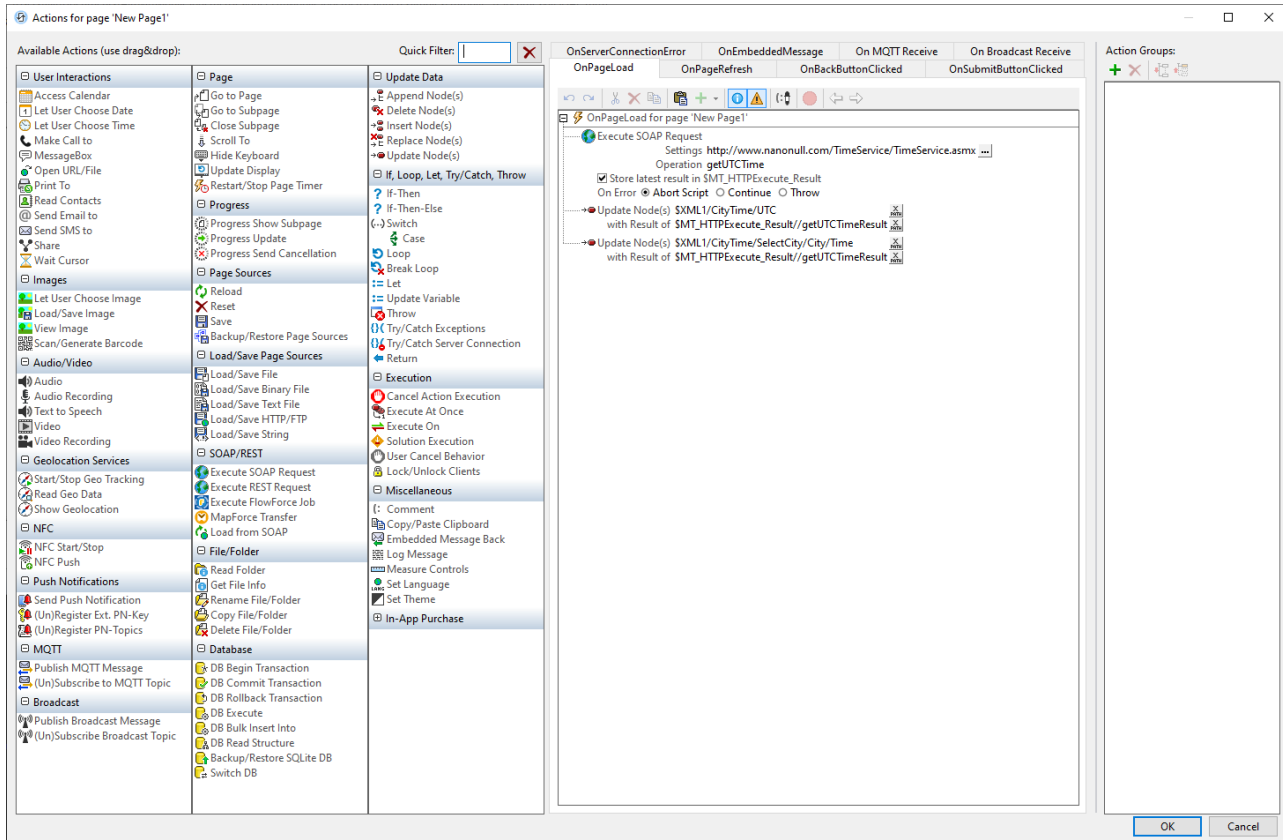 Actions for page 'New Page1'
Available Actions (use drag&drop):
Quick Filter:
User Interactions
Access Calendar
Let User Choose Date
Let User Choose Time
Make Call to
MessageBox
Open URL/File
Print To
Read Contacts
Send Email to
Send SMS to
Share
Wait Cursor
Images
Let User Choose Image
Load/Save Image
View Image
Scan/Generate Barcode
Audio/Video
Audio
Audio Recording
Text to Speech
Video
Video Recording
Geolocation Services
Start/Stop Geo Tracking
Read Geo Data
Show Geolocation
NFC
NFC Start/Stop
NFC Push
Push Notifications
Send Push Notification
(Un)Register Ext. PN-Key
(Un)Register PN-Topics
MQTT
Publish MQTT Message
(Un)Subscribe to MQTT Topic
Broadcast
Publish Broadcast Message
(Un)Subscribe Broadcast Topic
Page
Go to Page
Go to Subpage
Close Subpage
Scroll To
Hide Keyboard
Update Display
Restart/Stop Page Timer
Progress
Progress Show Subpage
Progress Update
Progress Send Cancellation
Page Sources
Reload
Reset
Save
Backup/Restore Page Sources
Load/Save Page Sources
Load/Save File
Load/Save Binary File
Load/Save Text File
Load/Save HTTP/FTP
Load/Save String
SOAP/REST
Execute SOAP Request
Execute REST Request
Execute FlowForce Job
MapForce Transfer
Load from SOAP
File/Folder
Read Folder
Get File Info
Rename File/Folder
Copy File/Folder
Delete File/Folder
Database
DB Begin Transaction
DB Commit Transaction
DB Rollback Transaction
DB Execute
DB Bulk Insert Into
DB Read Structure
Backup/Restore SQLite DB
Switch DB
Update Data
Append Node(s)
Delete Node(s)
Insert Node(s)
Replace Node(s)
Update Node(s)
If, Loop, Let, Try/Catch, Throw
If-Then
If-Then-Else
Switch
Case
Loop
Break Loop
Let
Update Variable
Throw
Try/Catch Exceptions
Try/Catch Server Connection
Return
Execution
Cancel Action Execution
Execute At Once
Execute On
Solution Execution
User Cancel Behavior
Lock/Unlock Clients
Miscellaneous
Comment
Copy/Paste Clipboard
Embedded Message Back
Log Message
Measure Controls
Set Language
Set Theme
In-App Purchase
OnServerConnectionError OnEmbeddedMessage On MQTT Receive On Broadcast Receive
OnPageLoad OnPageRefresh OnBackButtonClicked OnSubmitButtonClicked
OnPageLoad for page 'New Page1'
Execute SOAP Request
Settings http://www.nanonull.com/TimeService/TimeService.asmx ...
Operation getUTCTime
Store latest result in $MT_HTTPExecute_Result
On Error Abort Script Continue Throw
Update Node(s) $XML1/CityTime/UTC
with Result of $MT_HTTPExecute_Result//getUTCTimeResult
Update Node(s) $XML1/CityTime/SelectCity/City/Time
with Result of $MT_HTTPExecute_Result//getUTCTimeResult
Action Groups:
OK Cancel